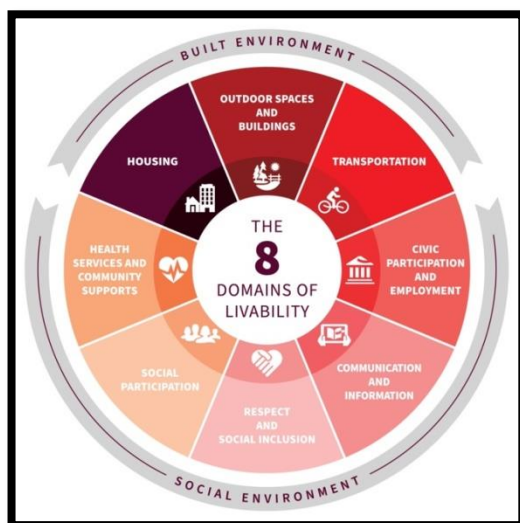 BUILT ENVIRONMENT
OUTDOOR SPACES
AND
BUILDINGS
HOUSING
TRANSPORTATION
THE
8
DOMAINS OF
LIVABILITY
HEALTH
SERVICES AND
COMMUNITY
SUPPORTS
CIVIC
PARTICIPATION
AND
EMPLOYMENT
SOCIAL
PARTICIPATION
COMMUNICATION
AND
INFORMATION
RESPECT
AND
SOCIAL INCLUSION
SOCIAL ENVIRONMENT